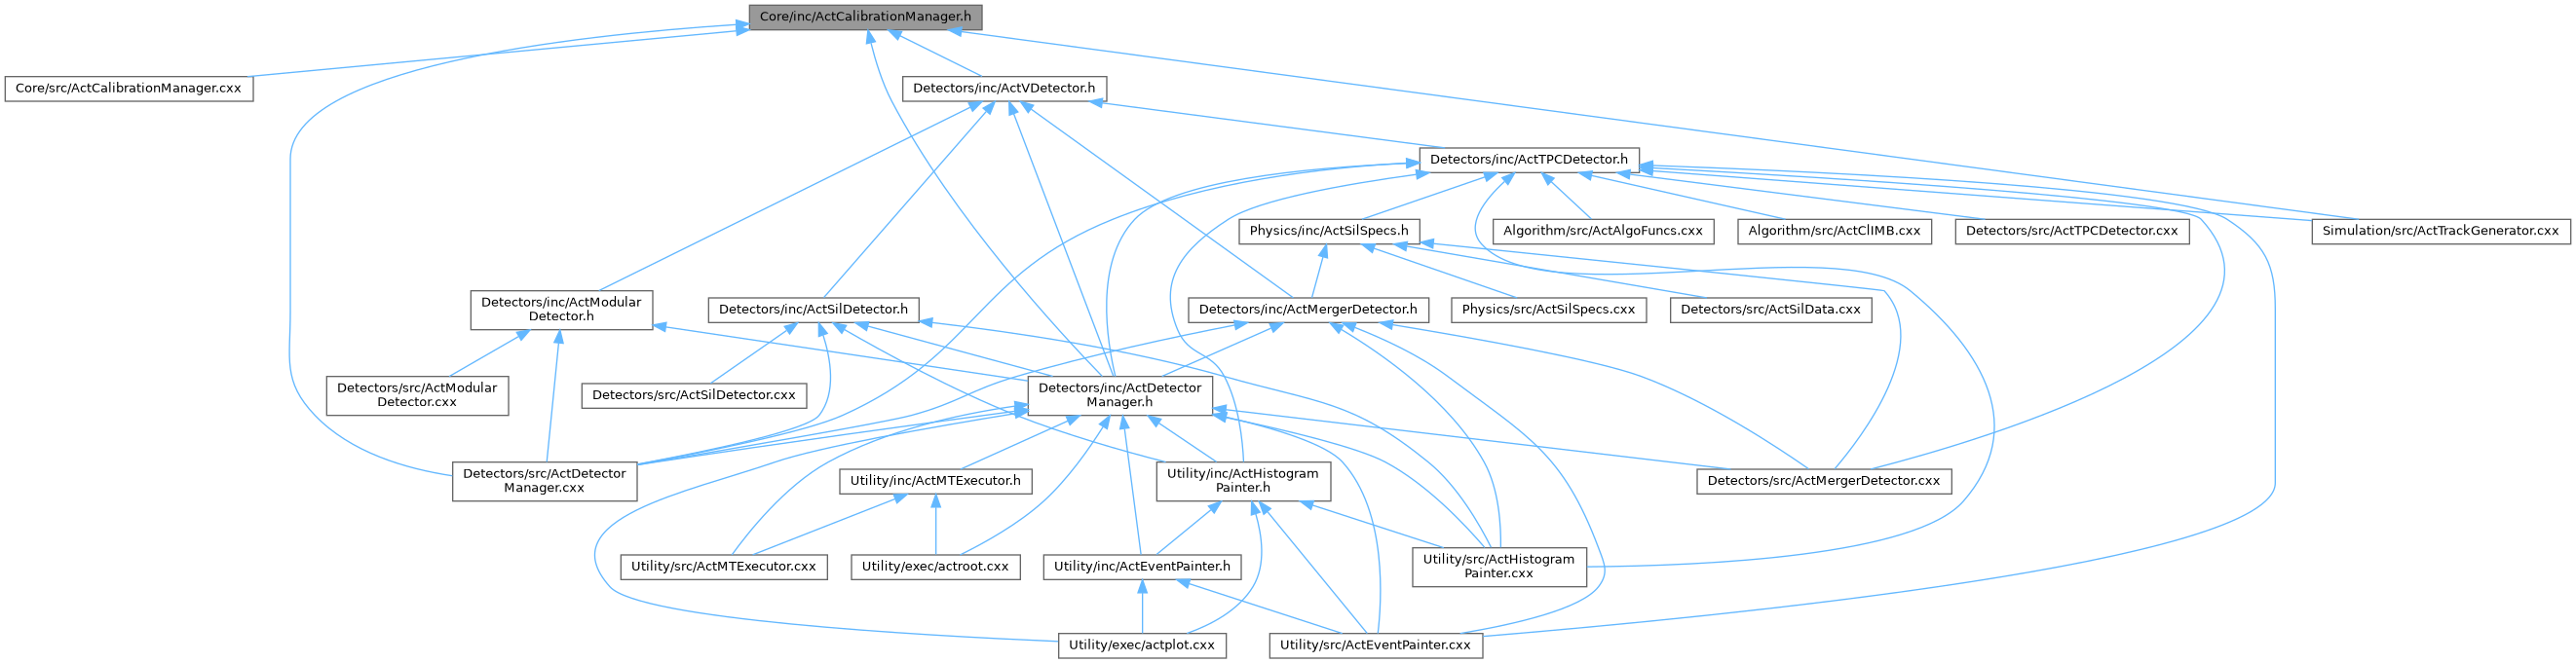 Core/inc/ActCalibrationManager.h
Core/src/ActCalibrationManager.cxx
Detectors/inc/ActVDetector.h
Detectors/inc/ActTPCDetector.h
Physics/inc/ActSilSpecs.h
Algorithm/src/ActAlgoFuncs.cxx
Algorithm/src/ActClIMB.cxx
Detectors/src/ActTPCDetector.cxx
Simulation/src/ActTrackGenerator.cxx
Detectors/inc/ActModular
Detector.h
Detectors/inc/ActSilDetector.h
Detectors/inc/ActMergerDetector.h
Physics/src/ActSilSpecs.cxx
Detectors/src/ActSilData.cxx
Detectors/src/ActModular
Detector.cxx
Detectors/src/ActSilDetector.cxx
Detectors/inc/ActDetector
Manager.h
Detectors/src/ActDetector
Manager.cxx
Utility/inc/ActMTExecutor.h
Utility/inc/ActHistogram
Painter.h
Detectors/src/ActMergerDetector.cxx
Utility/src/ActMTExecutor.cxx
Utility/exec/actroot.cxx
Utility/inc/ActEventPainter.h
Utility/src/ActHistogram
Painter.cxx
Utility/exec/actplot.cxx
Utility/src/ActEventPainter.cxx